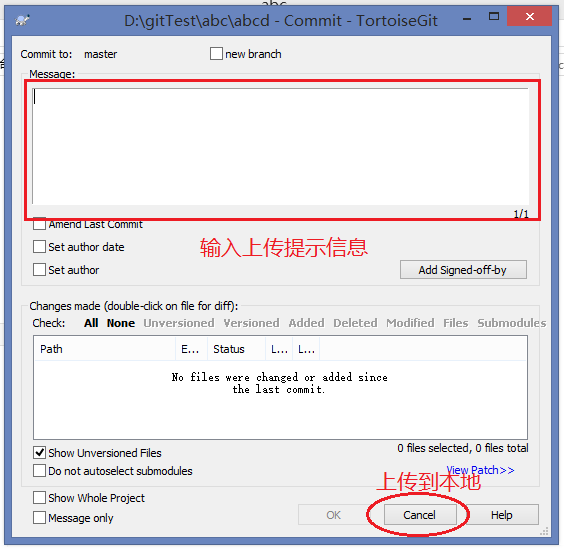 abc
D:\gitTest\abc\abcd - Commit - TortoiseGit
Commit to: master new branch
Message:
1/1
Amend Last Commit
输入上传提示信息
Set author date
Set author Add Signed-off-by
Changes made (double-click on file for diff):
Check: All None Unversioned Versioned Added Deleted Modified Files Submodules
Path E... Status L... L...
No files were changed or added since
the last commit.
Show Unversioned Files 0 files selected, 0 files total
Do not autoselect submodules View Patch>>
上传到本地
Show Whole Project
Message only OK Cancel Help